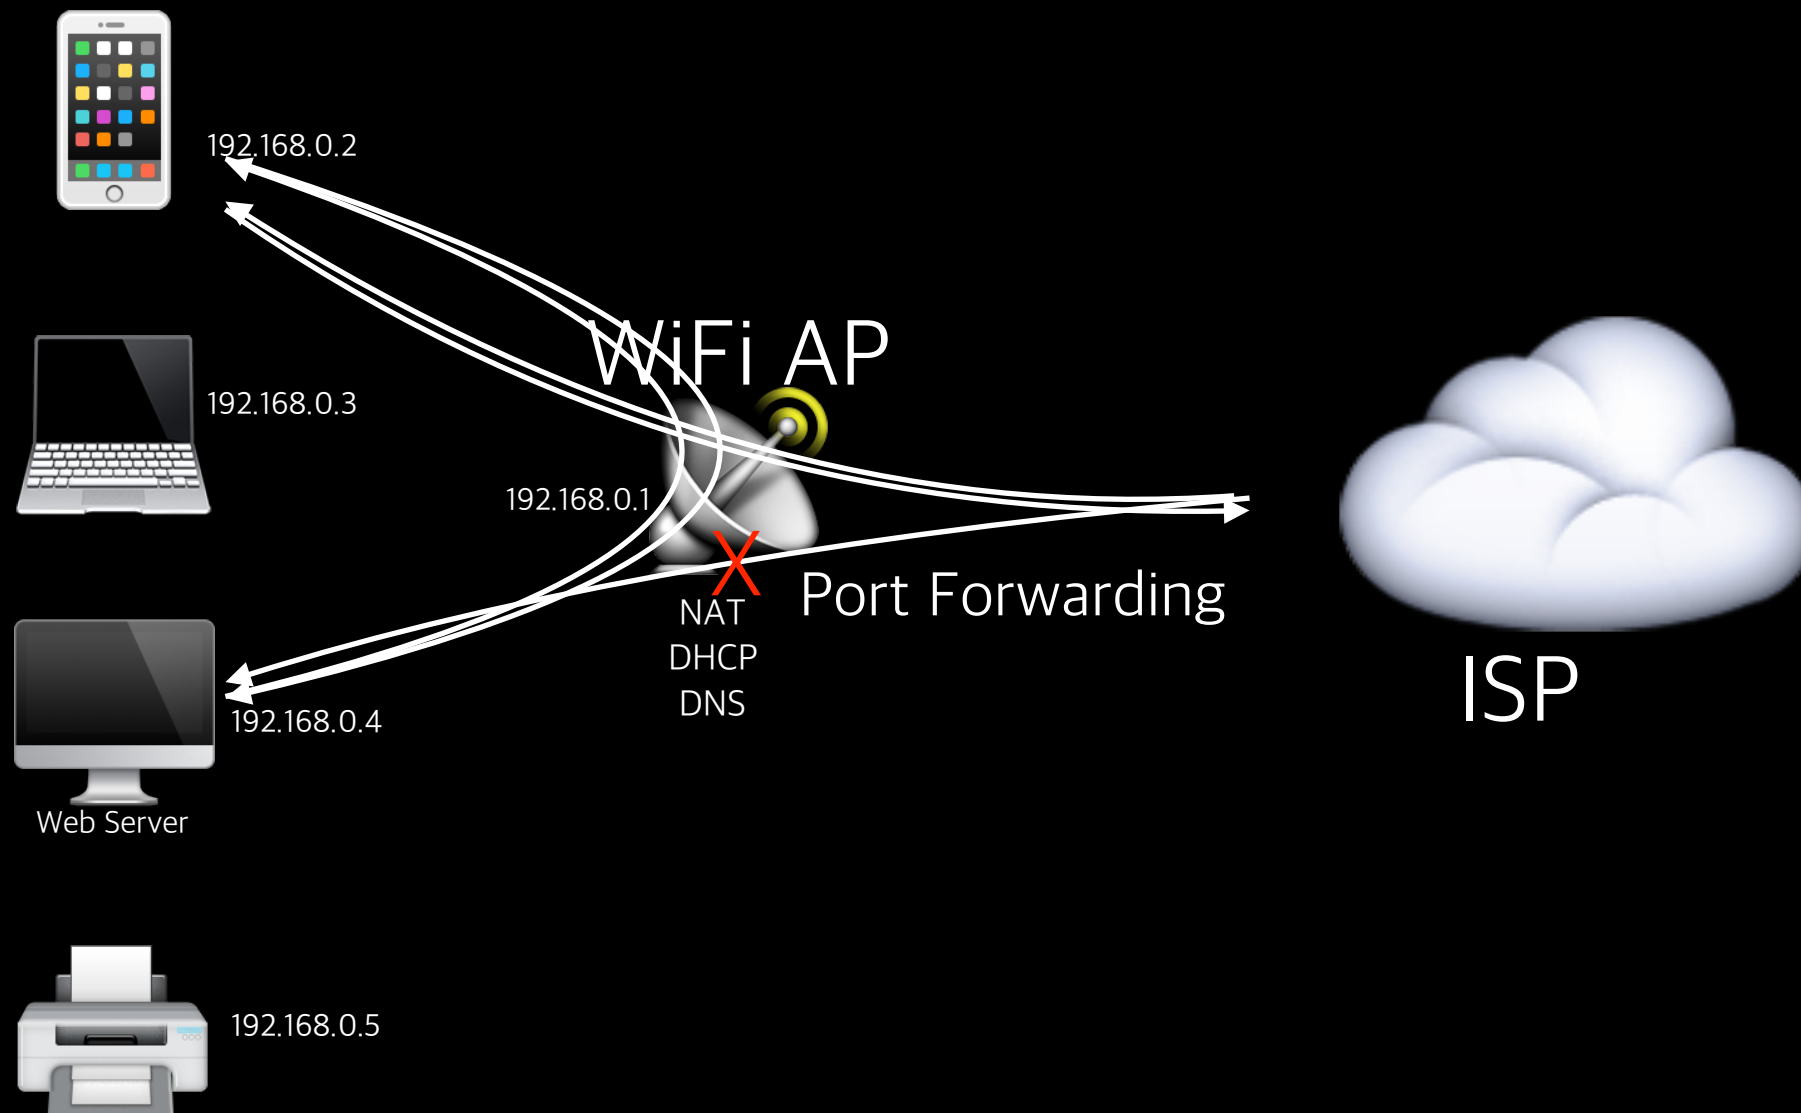 192.168.0.2
WiFi AP
192.168.0.3
192.168.0.1
X
Port Forwarding
NAT
DHCP
DNS
ISP
192.168.0.4
Web Server
192.168.0.5